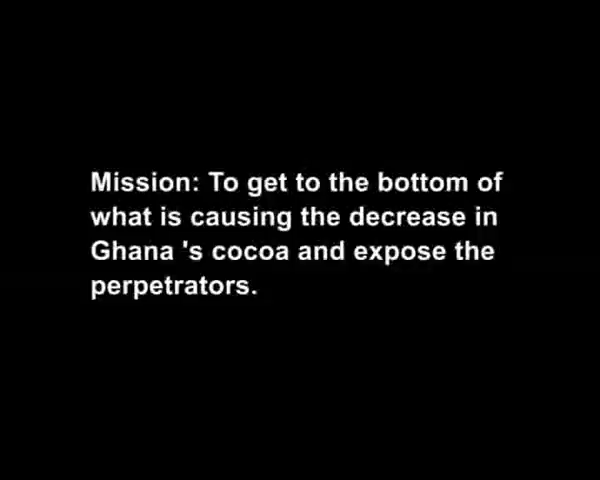 Mission: To get to the bottom of
what is causing the decrease in
Ghana 's cocoa and expose the
perpetrators.